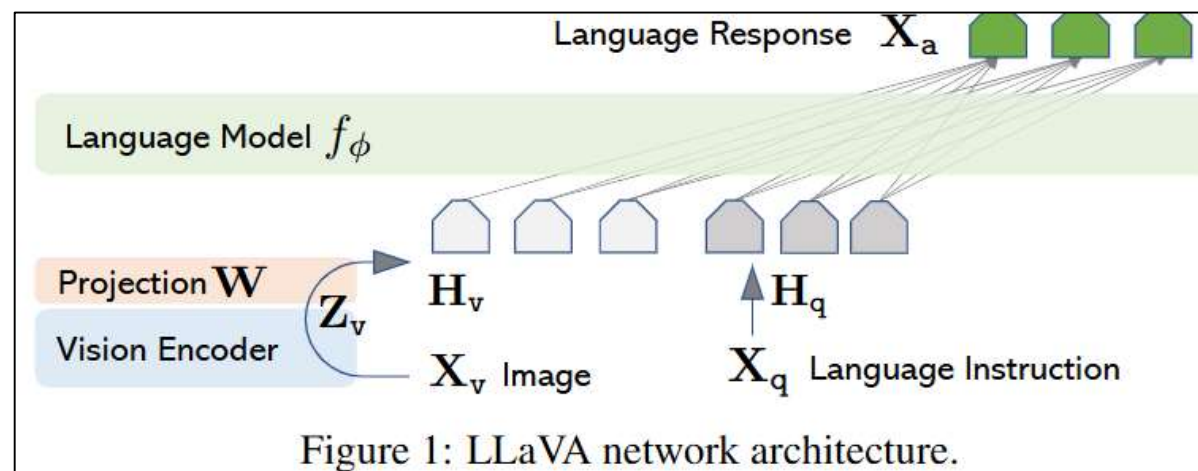 Language Response X_a
Language Model f_ϕ
Projection W
Z_v
H_v
H_q
Vision Encoder
X_v Image
X_q Language Instruction
Figure 1: LLaVA network architecture.